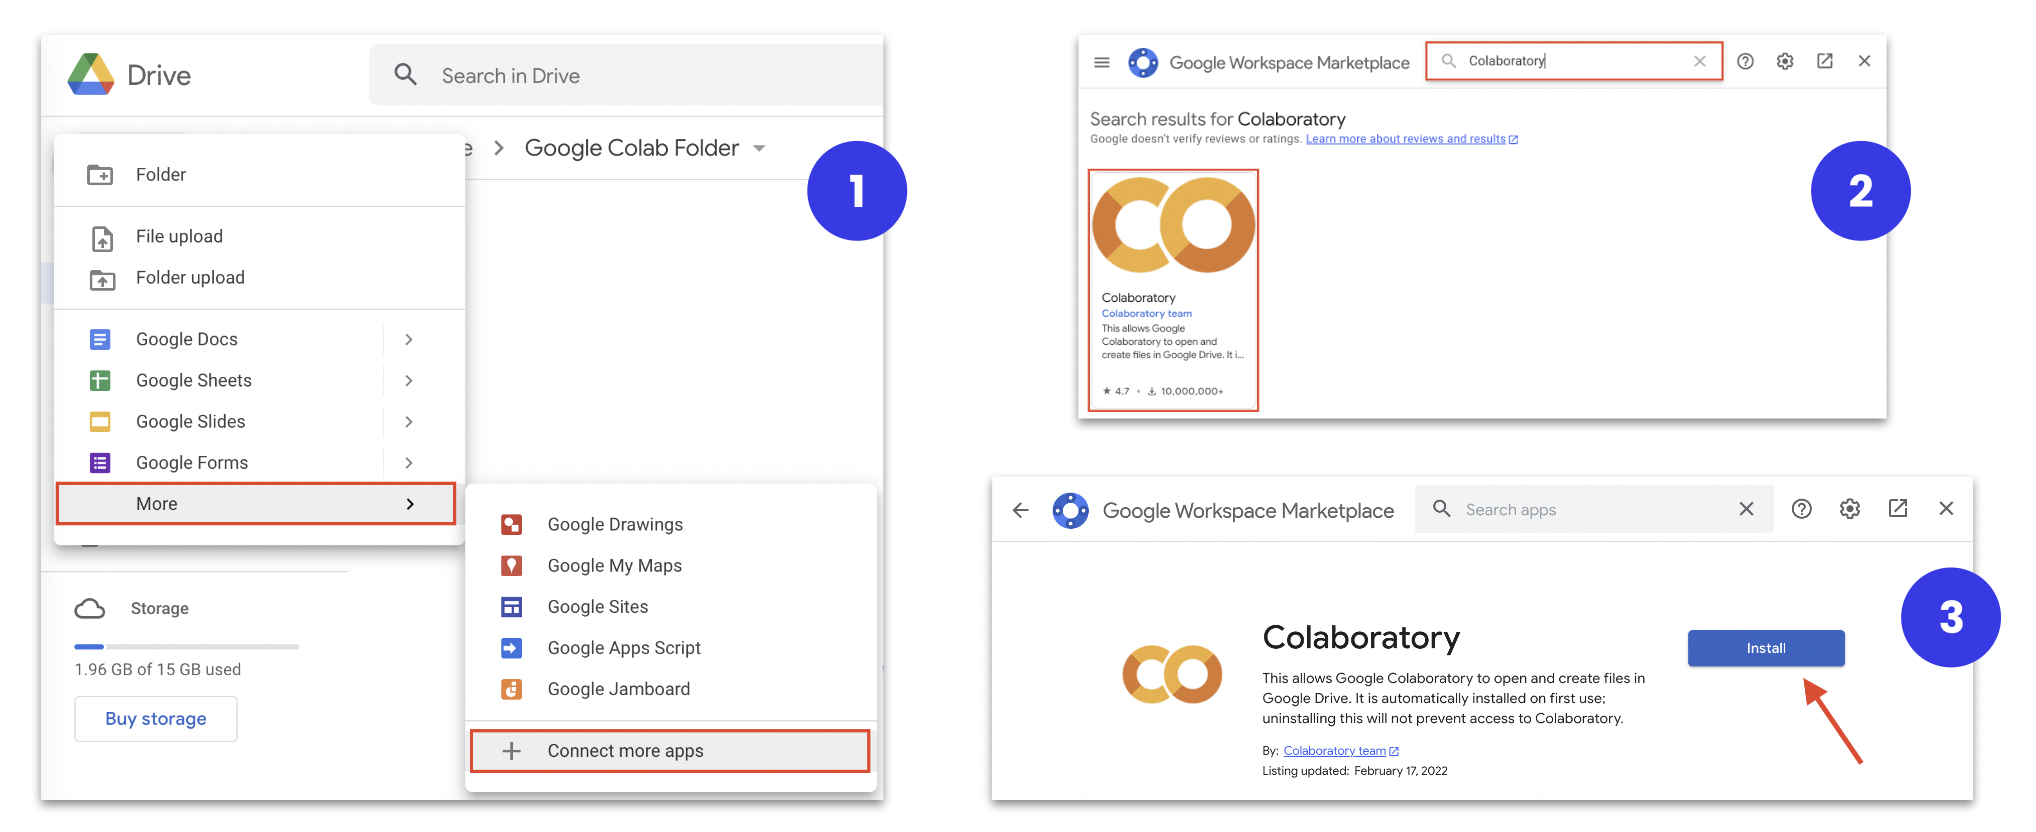 Drive
Search in Drive
e > Google Colab Folder
1
Folder
File upload
Folder upload
Google Docs
Google Sheets
Google Slides
Google Forms
More
Google Drawings
Google My Maps
Google Sites
Google Apps Script
Google Jamboard
Connect more apps
Storage
1.96 GB of 15 GB used
Buy storage
Google Workspace Marketplace
Colaboratory
Search results for Colaboratory
Google doesn't verify reviews or ratings. Learn more about reviews and results
2
Colaboratory
Colaboratory team
This allows Google
Colaboratory to open and
create files in Google Drive. It i...
★ 4.7 • 10,000,000+
Google Workspace Marketplace
Search apps
3
Colaboratory
Install
This allows Google Colaboratory to open and create files in
Google Drive. It is automatically installed on first use;
uninstalling this will not prevent access to Colaboratory.
By: Colaboratory team
Listing updated: February 17, 2022